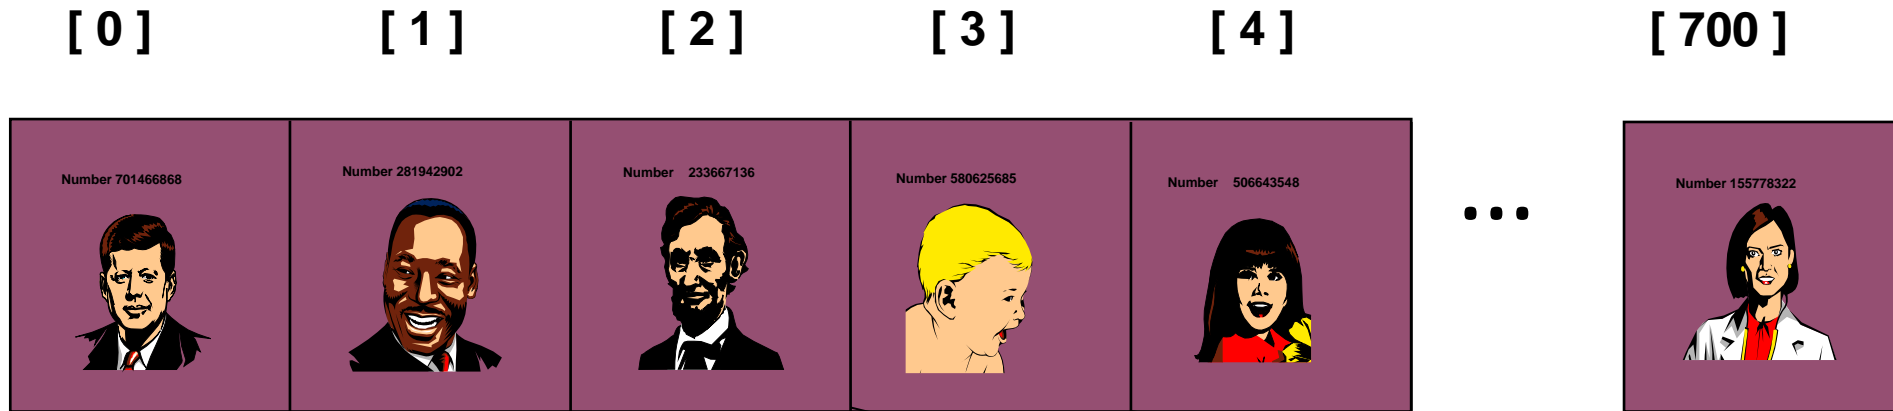 [ 0 ] [ 1 ] [ 2 ] [ 3 ] [ 4 ] [ 700 ]
Number 701466868
Number 281942902
Number 233667136
Number 580625685
Number 506643548
...
Number 155778322